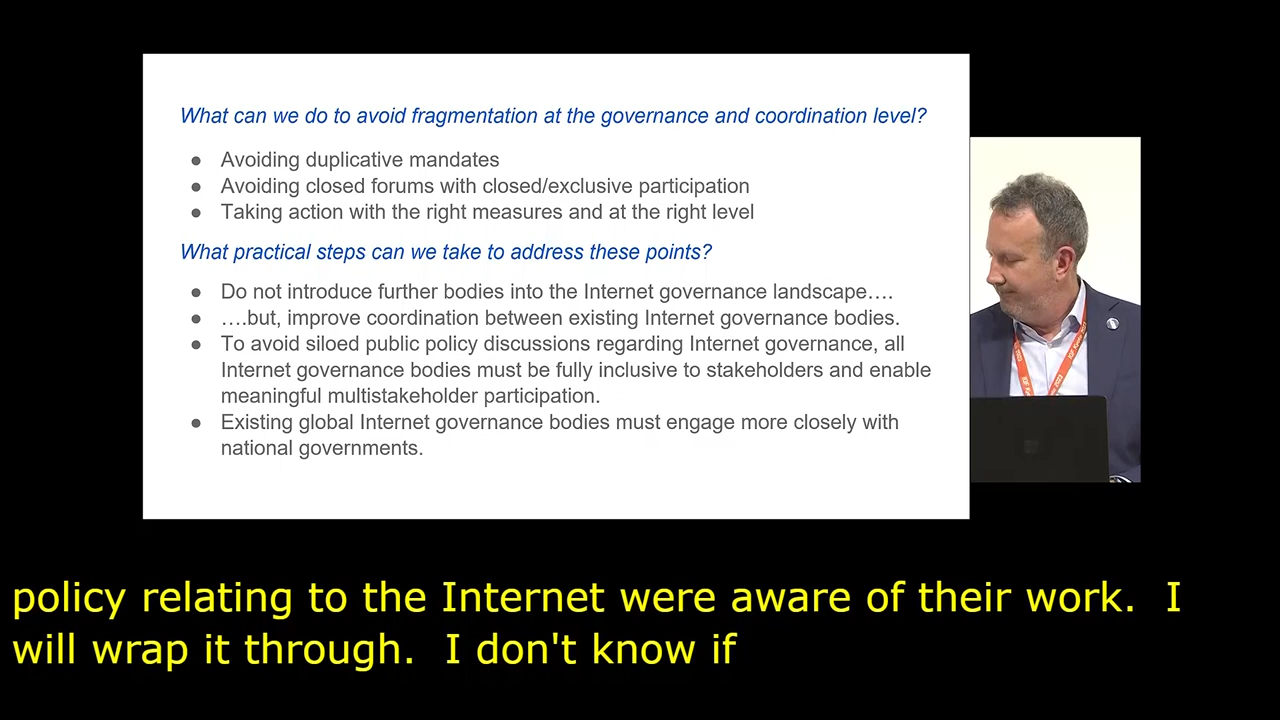 What can we do to avoid fragmentation at the governance and coordination level?
● Avoiding duplicative mandates
● Avoiding closed forums with closed/exclusive participation
● Taking action with the right measures and at the right level
What practical steps can we take to address these points?
● Do not introduce further bodies into the Internet governance landscape….
● ….but, improve coordination between existing Internet governance bodies.
● To avoid siloed public policy discussions regarding Internet governance, all
Internet governance bodies must be fully inclusive to stakeholders and enable
meaningful multistakeholder participation.
● Existing global Internet governance bodies must engage more closely with
national governments.
policy relating to the Internet were aware of their work.  I
will wrap it through.  I don't know if